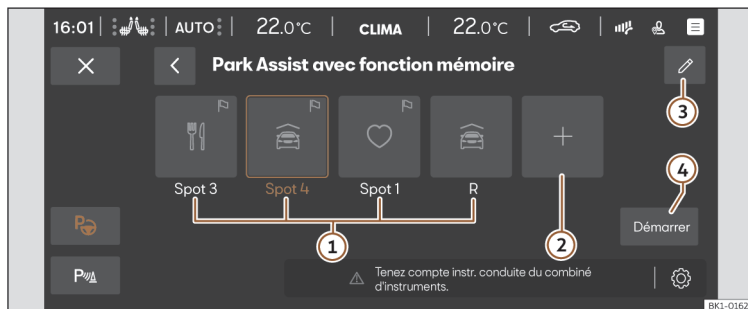 16:01 AUTO 22.0°C CLIMA 22.0°C
Park Assist avec fonction mémoire
3
4
Spot 3 Spot 4 Spot 1 R
1
2
Démarrer
P
P
Tenez compte instr. conduite du combiné
d'instruments.
BK1-0162